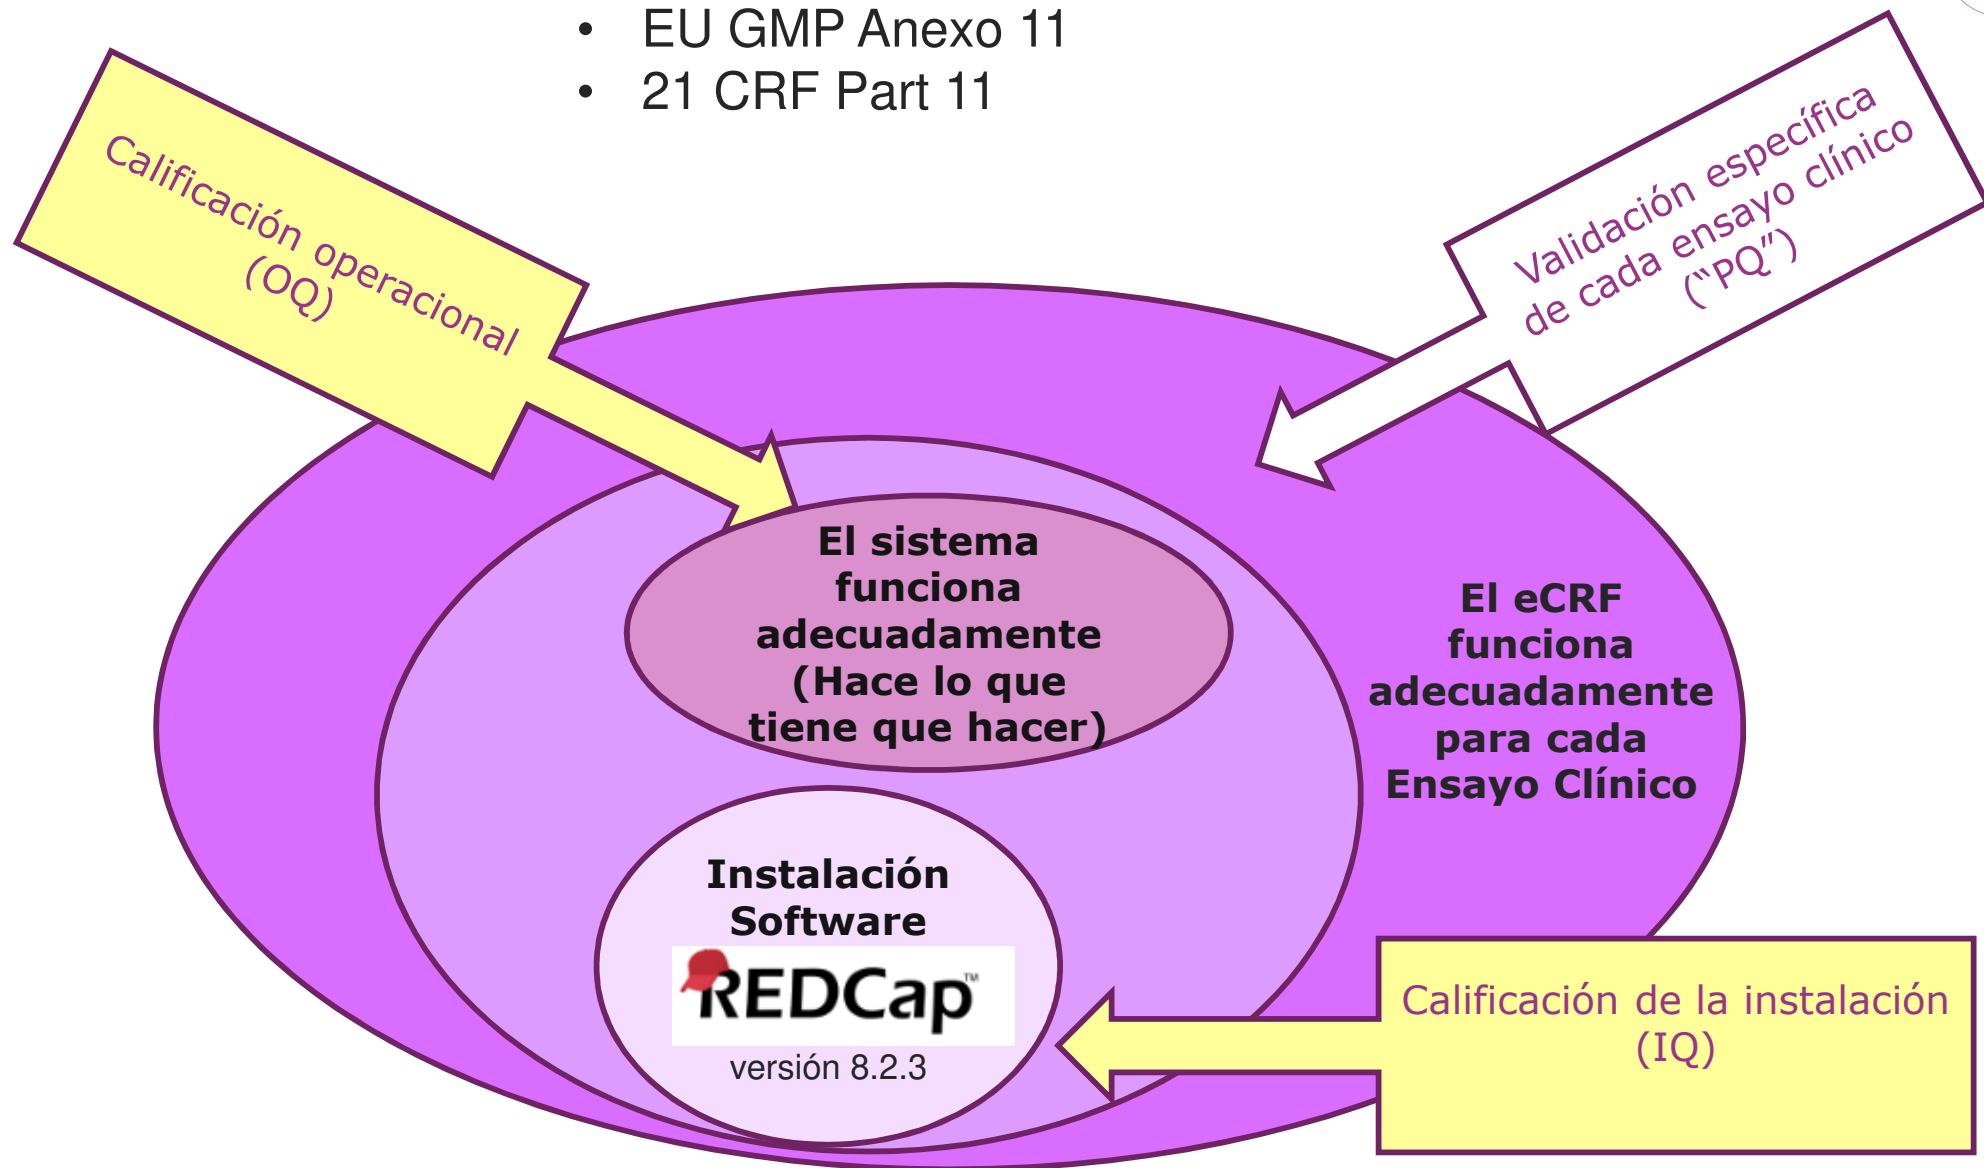 • EU GMP Anexo 11
• 21 CRF Part 11
Calificación operacional
(OQ)
Validación específica
de cada ensayo clínico
(“PQ”)
El sistema
funciona
adecuadamente
(Hace lo que
tiene que hacer)
El eCRF
funciona
adecuadamente
para cada
Ensayo Clínico
Instalación
Software
REDCap™
versión 8.2.3
Calificación de la instalación
(IQ)